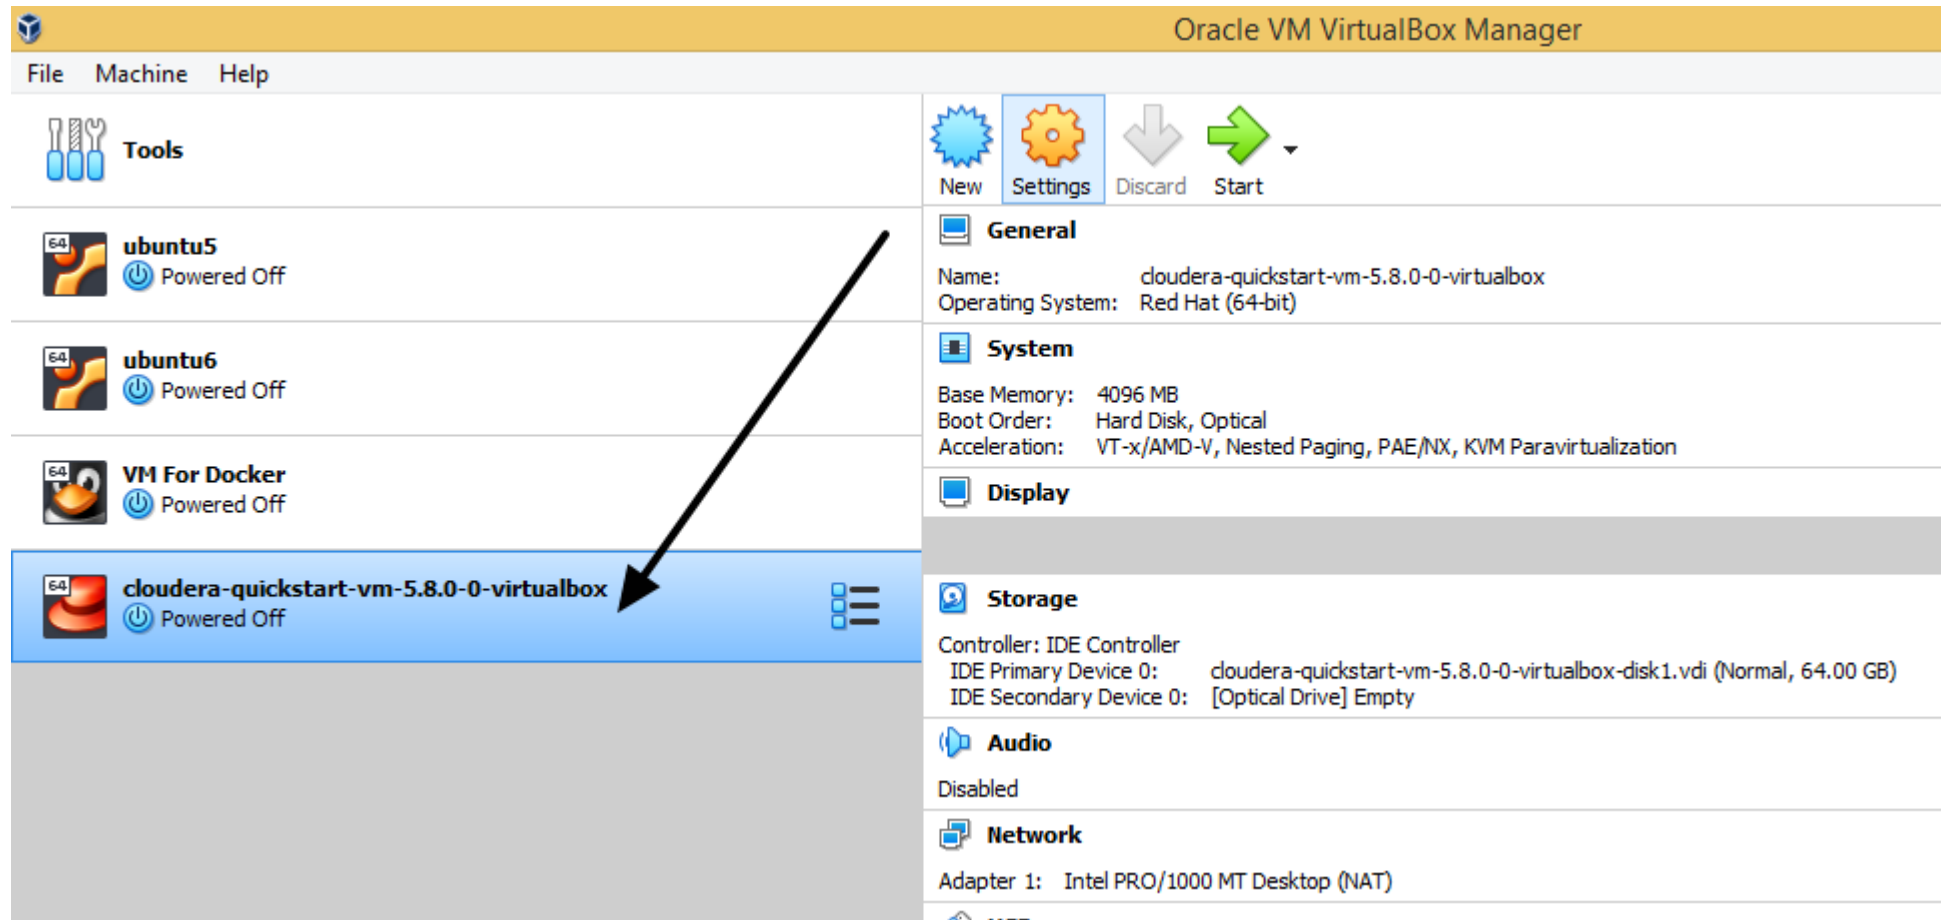 Oracle VM VirtualBox Manager
File Machine Help
Tools
64
ubuntu5
Powered Off
64
ubuntu6
Powered Off
64
VM For Docker
Powered Off
64
cloudera-quickstart-vm-5.8.0-0-virtualbox
Powered Off
New Settings Discard Start
General
Name: cloudera-quickstart-vm-5.8.0-0-virtualbox
Operating System: Red Hat (64-bit)
System
Base Memory: 4096 MB
Boot Order: Hard Disk, Optical
Acceleration: VT-x/AMD-V, Nested Paging, PAE/NX, KVM Paravirtualization
Display
Storage
Controller: IDE Controller
IDE Primary Device 0: cloudera-quickstart-vm-5.8.0-0-virtualbox-disk1.vdi (Normal, 64.00 GB)
IDE Secondary Device 0: [Optical Drive] Empty
Audio
Disabled
Network
Adapter 1: Intel PRO/1000 MT Desktop (NAT)